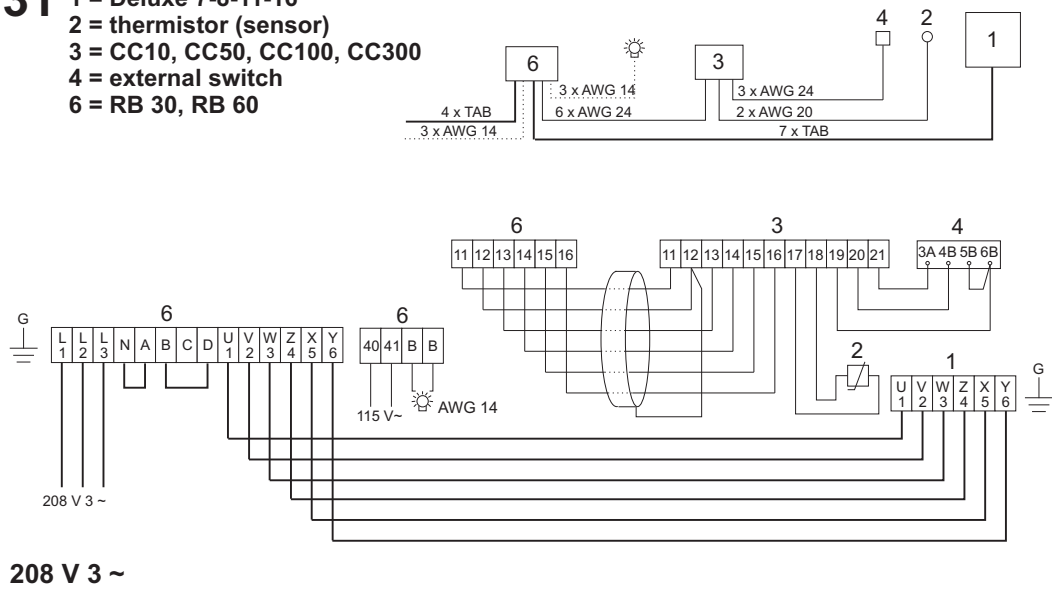 31 1 = Deluxe 7-8-11-16
2 = thermistor (sensor)
3 = CC10, CC50, CC100, CC300
4 = external switch
6 = RB 30, RB 60
4 2
6 3 1
3 x AWG 14 3 x AWG 24
4 x TAB 6 x AWG 24 2 x AWG 20
3 x AWG 14 7 x TAB
6 3 4
11 12 13 14 15 16 11 12 13 14 15 16 17 18 19 20 21 3A 4B 5B 6B
G 6 6
L1 L2 L3 N A B C D U1 V2 W3 Z4 X5 Y6 40 41 B B
2 1 G
U1 V2 W3 Z4 X5 Y6
115 V~ AWG 14
208 V 3 ~
208 V 3 ~